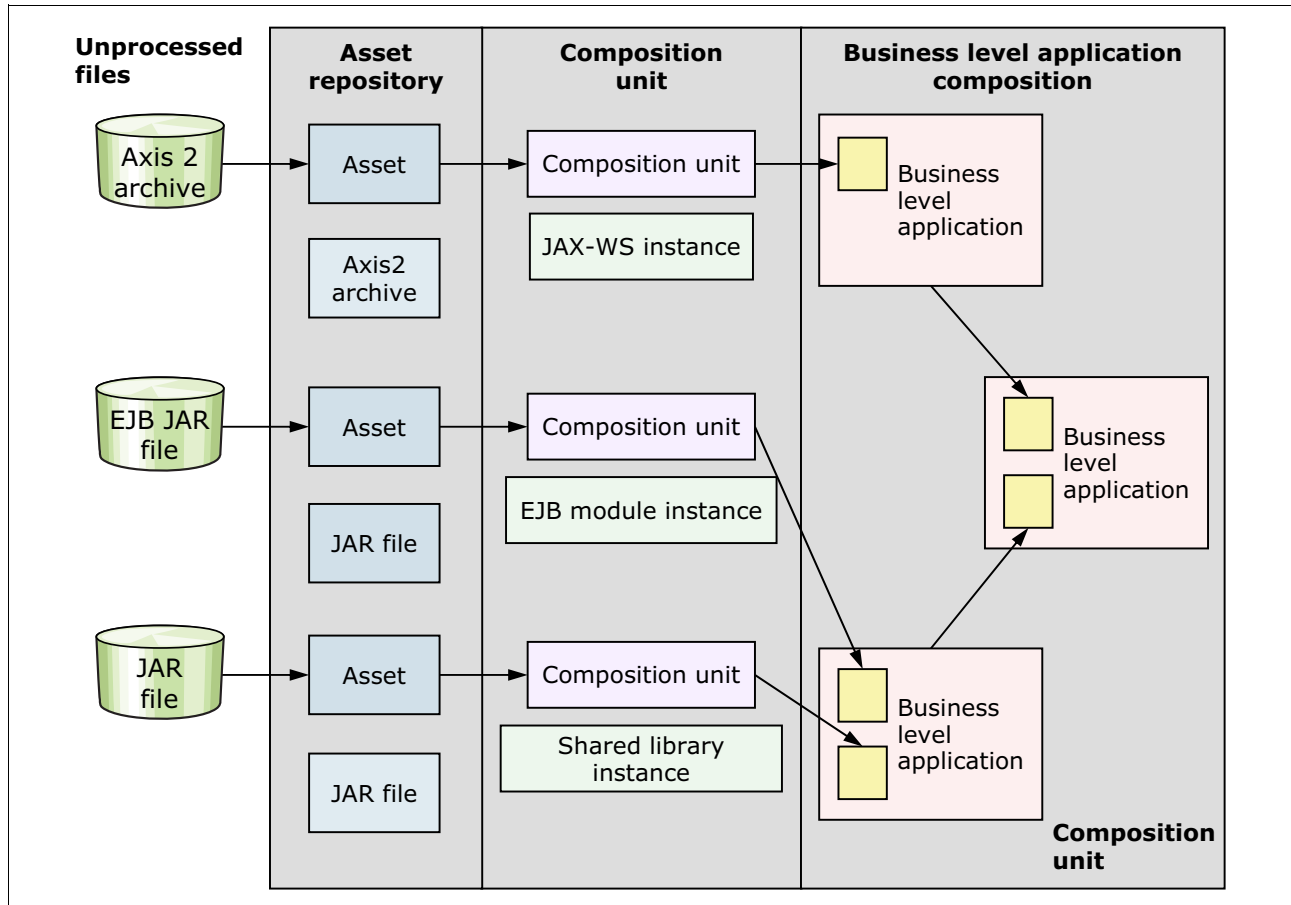 Unprocessed
files
Asset
repository
Composition
unit
Business level application
composition
Axis 2
archive
Asset
Composition unit
Business
level
application
JAX-WS instance
Axis2
archive
EJB JAR
file
Asset
Composition unit
Business
level
application
EJB module instance
JAR file
JAR
file
Asset
Composition unit
Business
level
application
Shared library
instance
JAR file
Composition
unit